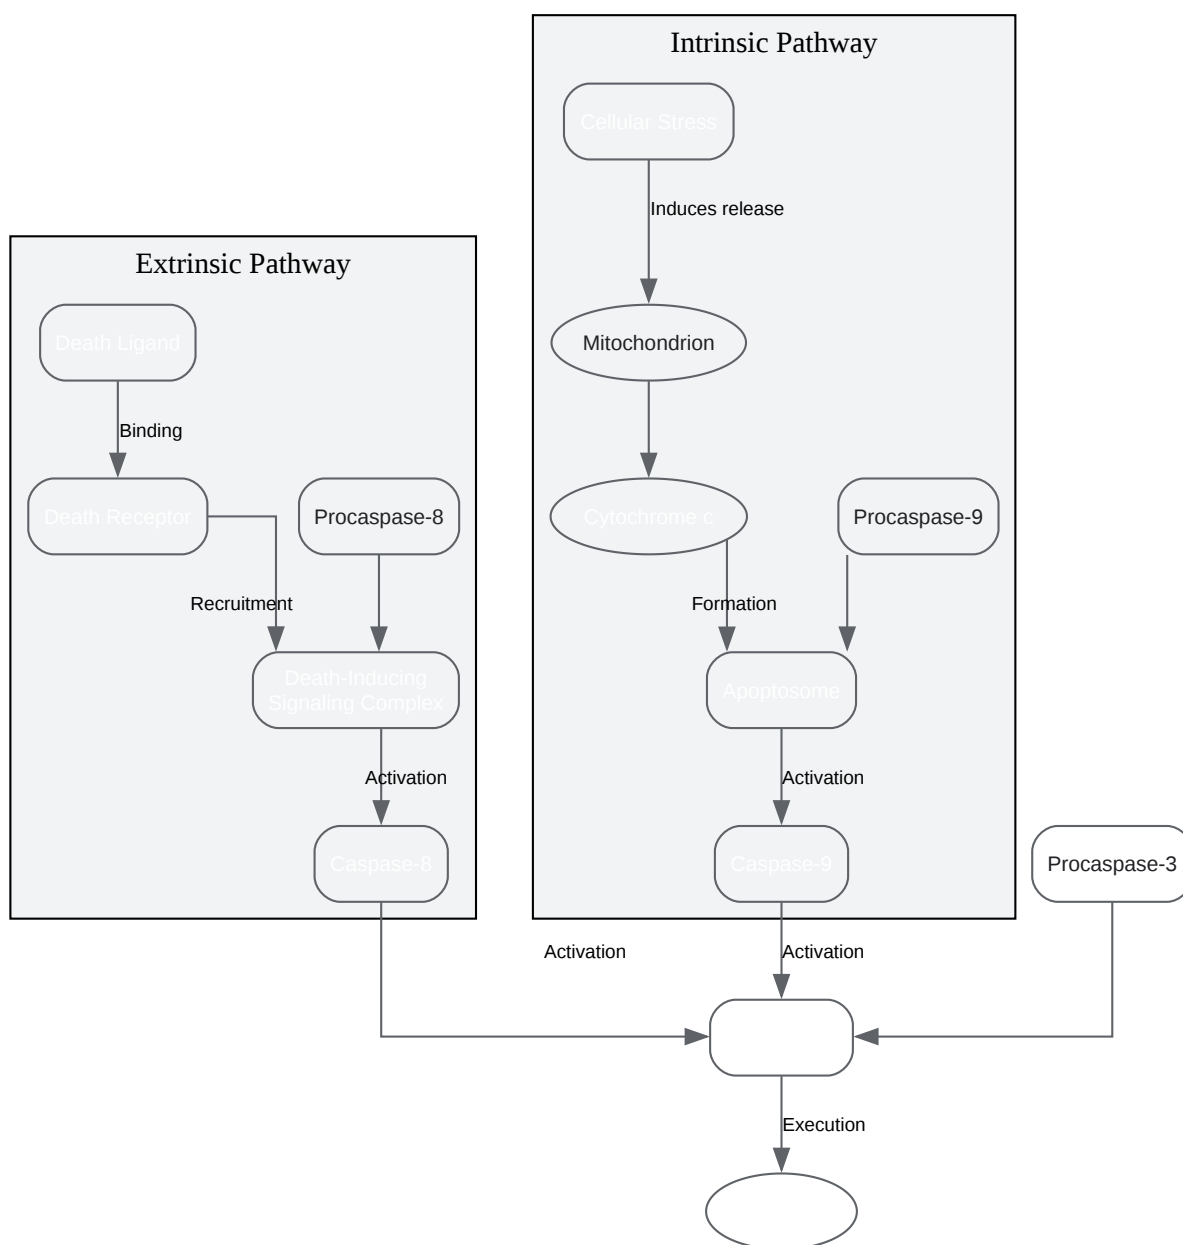 Intrinsic Pathway
Cellular Stress
Induces release
Extrinsic Pathway
Death Ligand
Mitochondrion
Binding
Death Receptor
Procaspase-8
Cytochrome c
Procaspase-9
Recruitment
Formation
Death-Inducing
Signaling Complex
Apoptosome
Activation
Activation
Caspase-8
Caspase-9
Procaspase-3
Activation
Activation
Execution